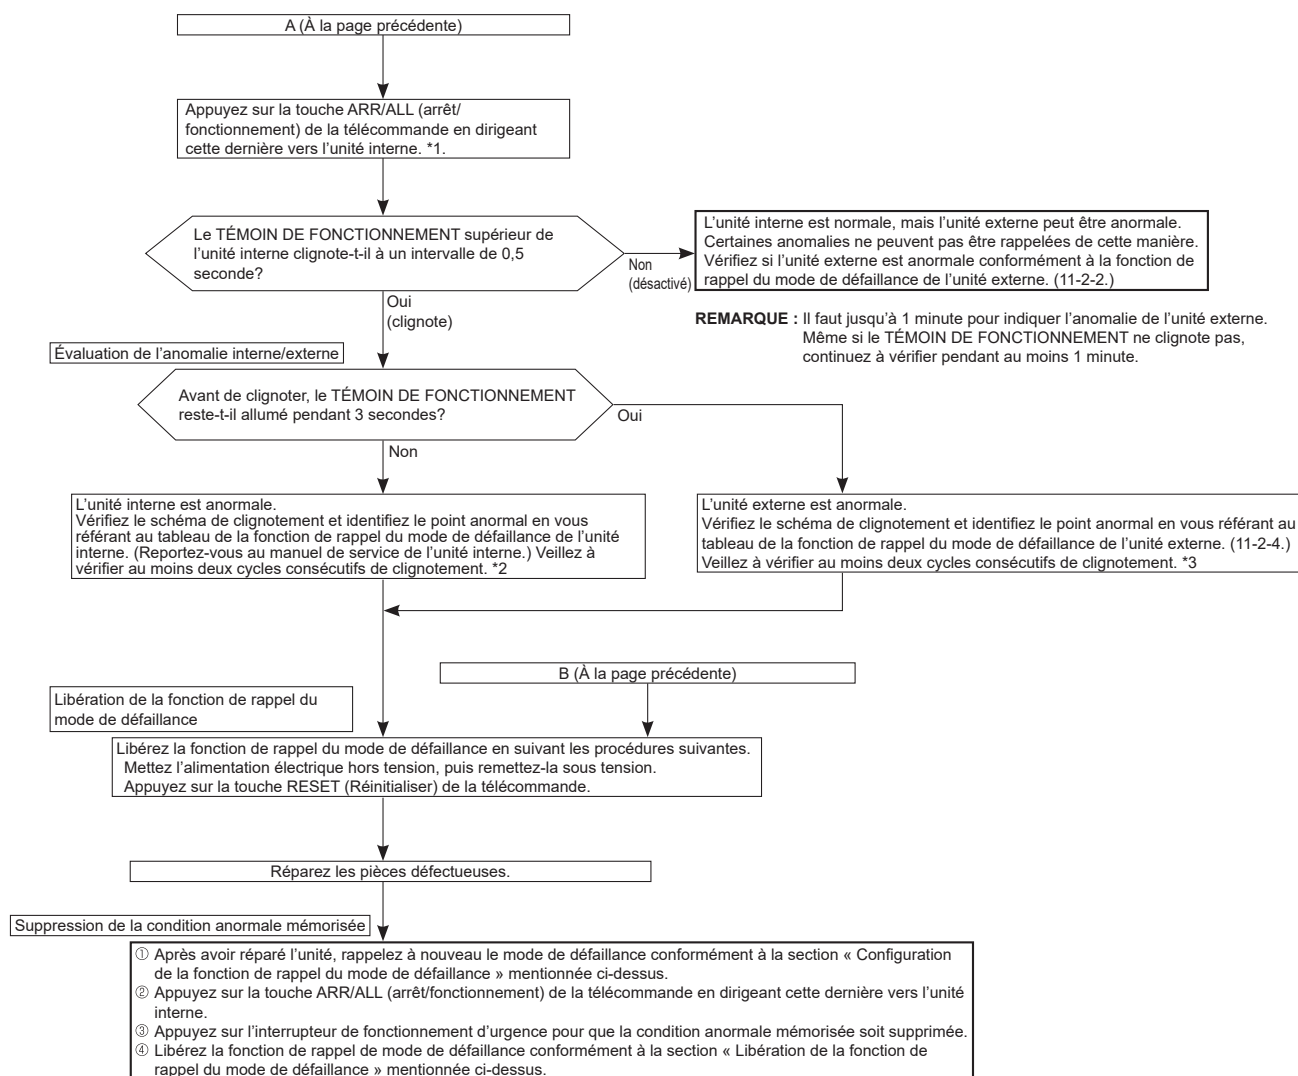 A (À la page précédente)
Appuyez sur la touche ARR/ALL (arrêt/
fonctionnement) de la télécommande en dirigeant
cette dernière vers l’unité interne. *1.
Le TÉMOIN DE FONCTIONNEMENT supérieur de
l’unité interne clignote-t-il à un intervalle de 0,5
seconde?
Non
(désactivé)
L’unité interne est normale, mais l’unité externe peut être anormale.
Certaines anomalies ne peuvent pas être rappelées de cette manière.
Vérifiez si l’unité externe est anormale conformément à la fonction de
rappel du mode de défaillance de l’unité externe. (11-2-2.)
Oui
(clignote)
REMARQUE : Il faut jusqu’à 1 minute pour indiquer l’anomalie de l’unité externe.
Même si le TÉMOIN DE FONCTIONNEMENT ne clignote pas,
continuez à vérifier pendant au moins 1 minute.
Évaluation de l’anomalie interne/externe
Avant de clignoter, le TÉMOIN DE FONCTIONNEMENT
reste-t-il allumé pendant 3 secondes?
Oui
Non
L’unité interne est anormale.
Vérifiez le schéma de clignotement et identifiez le point anormal en vous
référant au tableau de la fonction de rappel du mode de défaillance de l’unité
interne. (Reportez-vous au manuel de service de l’unité interne.) Veillez à
vérifier au moins deux cycles consécutifs de clignotement. *2
L’unité externe est anormale.
Vérifiez le schéma de clignotement et identifiez le point anormal en vous référant au
tableau de la fonction de rappel du mode de défaillance de l’unité externe. (11-2-4.)
Veillez à vérifier au moins deux cycles consécutifs de clignotement. *3
B (À la page précédente)
Libération de la fonction de rappel du
mode de défaillance
Libérez la fonction de rappel du mode de défaillance en suivant les procédures suivantes.
Mettez l’alimentation électrique hors tension, puis remettez-la sous tension.
Appuyez sur la touche RESET (Réinitialiser) de la télécommande.
Réparez les pièces défectueuses.
Suppression de la condition anormale mémorisée
① Après avoir réparé l’unité, rappelez à nouveau le mode de défaillance conformément à la section « Configuration
de la fonction de rappel du mode de défaillance » mentionnée ci-dessus.
② Appuyez sur la touche ARR/ALL (arrêt/fonctionnement) de la télécommande en dirigeant cette dernière vers l’unité
interne.
③ Appuyez sur l’interrupteur de fonctionnement d’urgence pour que la condition anormale mémorisée soit supprimée.
④ Libérez la fonction de rappel de mode de défaillance conformément à la section « Libération de la fonction de
rappel du mode de défaillance » mentionnée ci-dessus.